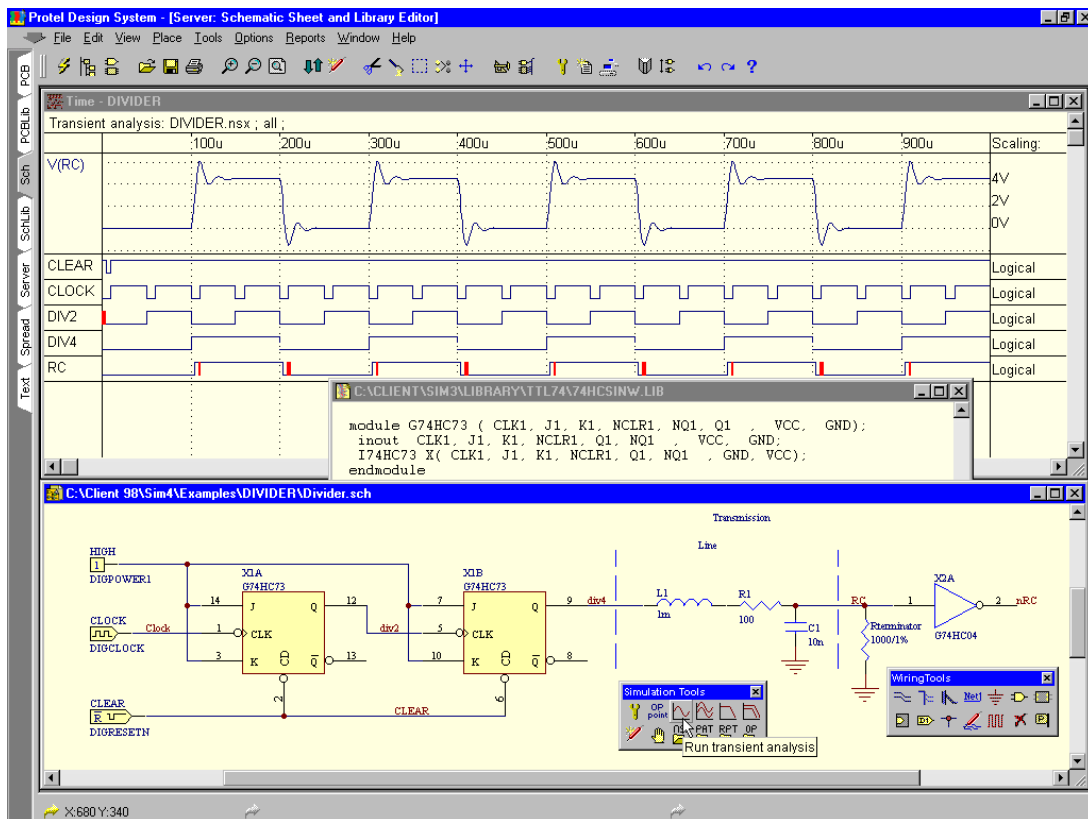 Protel Design System - [Server: Schematic Sheet and Library Editor]
File Edit View Place Tools Options Reports Window Help
PCB
PCBLib
Sch
SchLib
Server
Spread
Text
Time - DIVIDER
Transient analysis: DIVIDER.nsx ; all ;
100u 200u 300u 400u 500u 600u 700u 800u 900u Scaling:
V(RC)
4V
2V
0V
CLEAR Logical
CLOCK Logical
DIV2 Logical
DIV4 Logical
RC Logical
C:\CLIENT\SIM3\LIBRARY\TTL74\74HCSINW.LIB
module G74HC73 ( CLK1, J1, K1, NCLR1, NQ1, Q1 , VCC, GND);
inout CLK1, J1, K1, NCLR1, Q1, NQ1 , VCC, GND;
I74HC73 X( CLK1, J1, K1, NCLR1, Q1, NQ1 , GND, VCC);
endmodule
C:\Client 98\Sim4\Examples\DIVIDER\Divider.sch
Transmission
Line
HIGH
1
DIGPOWER1
CLOCK
Clock
DIGCLOCK
CLEAR
R
DIGRESETN
X1A
G74HC73
14 J Q 12
1 CLK
3 K CD Q 13
2
div2
X1B
G74HC73
7 J Q 9
5 CLK
10 K CD Q 8
6
CLEAR
div4
L1
1m
R1
100
C1
10n
RC
Rterminator
1000/1%
X2A
1 2 nRC
G74HC04
Simulation Tools
OP point
PAT RPT OP
Run transient analysis
WiringTools
Net1
D1
P
X:680 Y:340